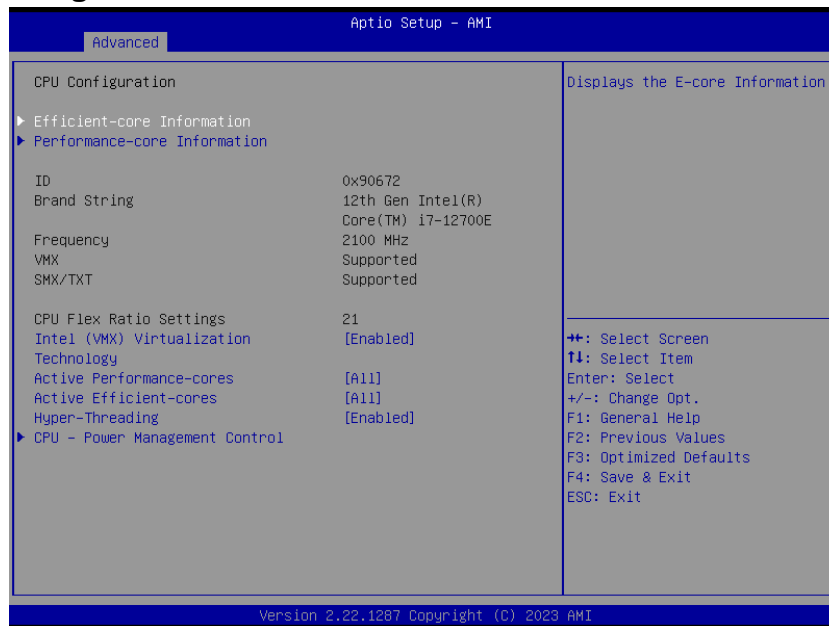 Aptio Setup – AMI
Advanced
CPU Configuration
Efficient-core Information
Performance-core Information
ID 0x90672
Brand String 12th Gen Intel(R)
Core(TM) i7-12700E
Frequency 2100 MHz
VMX Supported
SMX/TXT Supported
CPU Flex Ratio Settings 21
Intel (VMX) Virtualization [Enabled]
Technology
Active Performance-cores [All]
Active Efficient-cores [All]
Hyper-Threading [Enabled]
CPU – Power Management Control
Displays the E-core Information
→←: Select Screen
↑↓: Select Item
Enter: Select
+/-: Change Opt.
F1: General Help
F2: Previous Values
F3: Optimized Defaults
F4: Save & Exit
ESC: Exit
Version 2.22.1287 Copyright (C) 2023 AMI